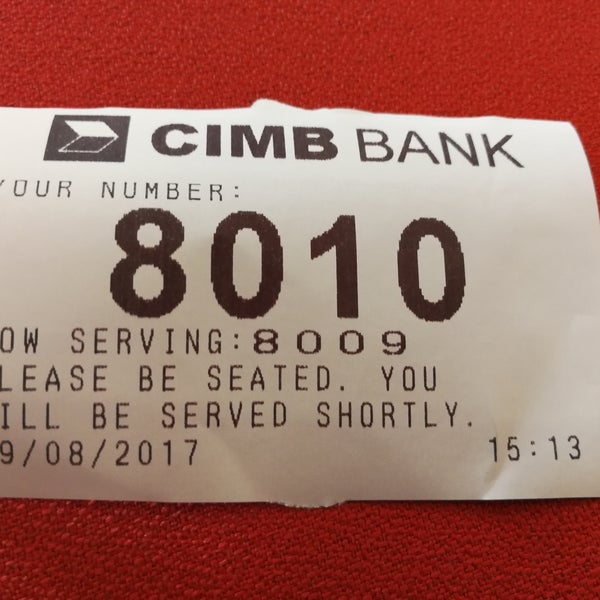 CIMB BANK
YOUR NUMBER:
8010
OW SERVING:8009
LEASE BE SEATED. YOU
ILL BE SERVED SHORTLY.
9/08/2017 15:13